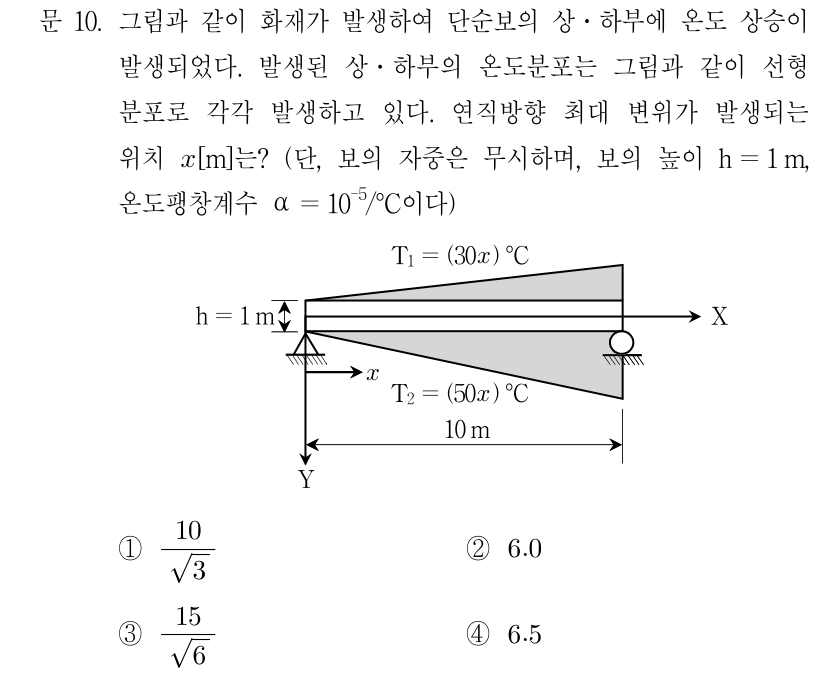 문 10. 그림과 같이 화재가 발생하여 단순보의 상·하부에 온도 상승이
발생되었다. 발생된 상·하부의 온도분포는 그림과 같이 선형
분포로 각각 발생하고 있다. 연직방향 최대 변위가 발생되는
위치 x[m]는? (단, 보의 자중은 무시하며, 보의 높이 h = 1 m,
온도팽창계수 α = 10⁻⁵/℃이다)
T₁ = (30x) ℃
h = 1 m
X
x
T₂ = (50x) ℃
10 m
Y
① 10/√3 ② 6.0
③ 15/√6 ④ 6.5